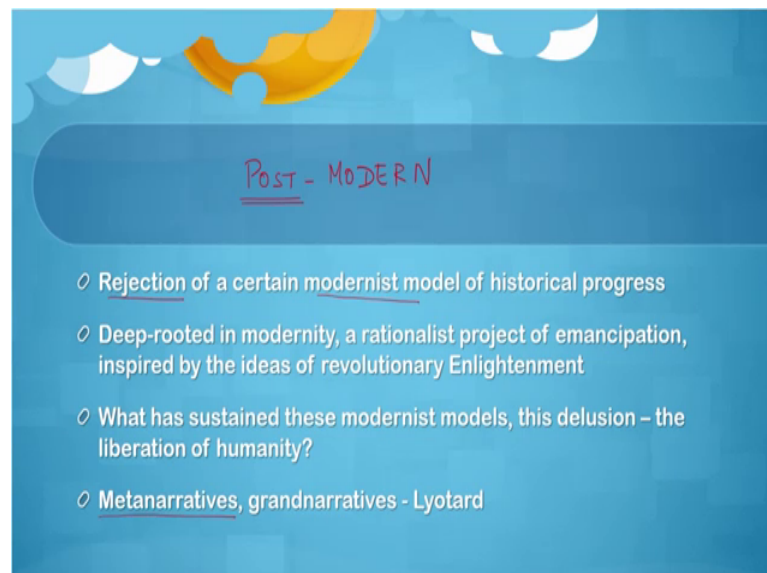 POST - MODERN
Rejection of a certain modernist model of historical progress
Deep-rooted in modernity, a rationalist project of emancipation,
inspired by the ideas of revolutionary Enlightenment
What has sustained these modernist models, this delusion – the
liberation of humanity?
Metanarratives, grandnarratives - Lyotard